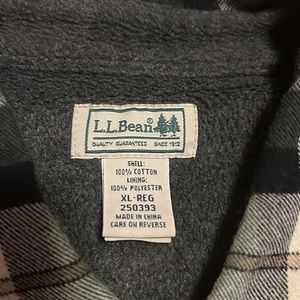 L.L.Bean®
QUALITY GUARANTEED SINCE 1912
SHELL:
100% COTTON
LINING:
100% POLYESTER
XL-REG
250393
MADE IN CHINA
CARE ON REVERSE